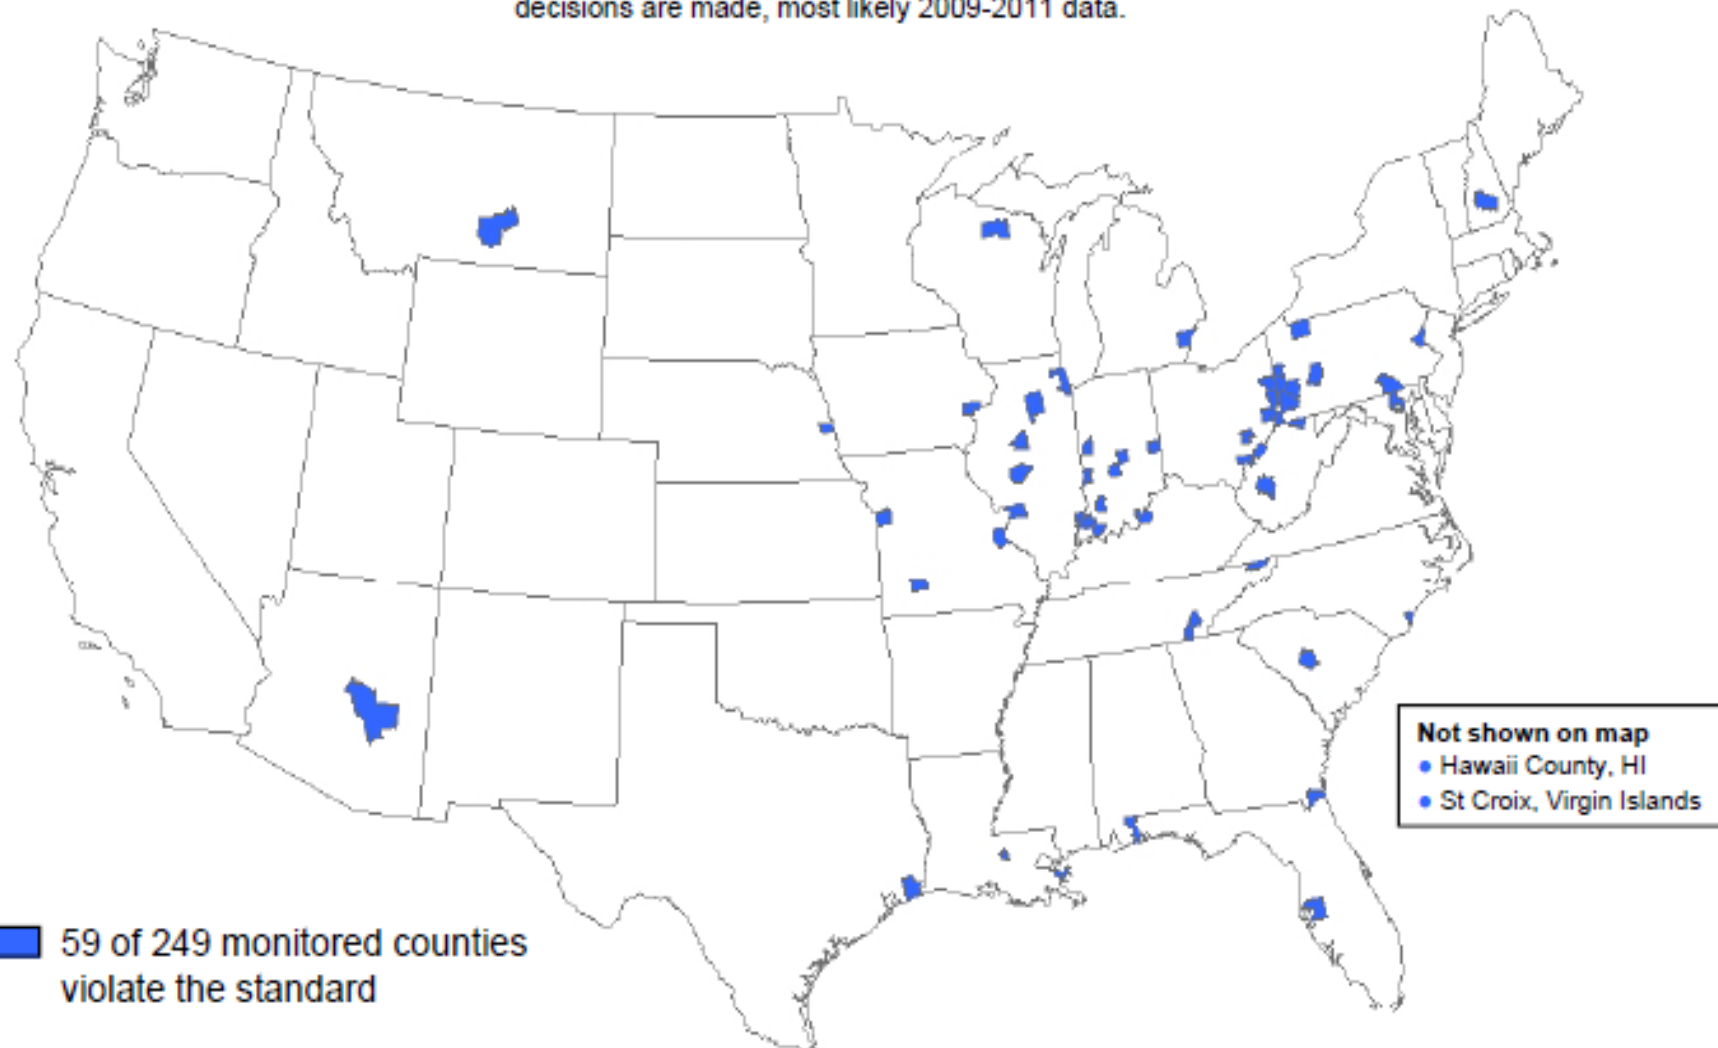 decisions are made, most likely 2009-2011 data.
Not shown on map
• Hawaii County, HI
• St Croix, Virgin Islands
59 of 249 monitored counties
violate the standard